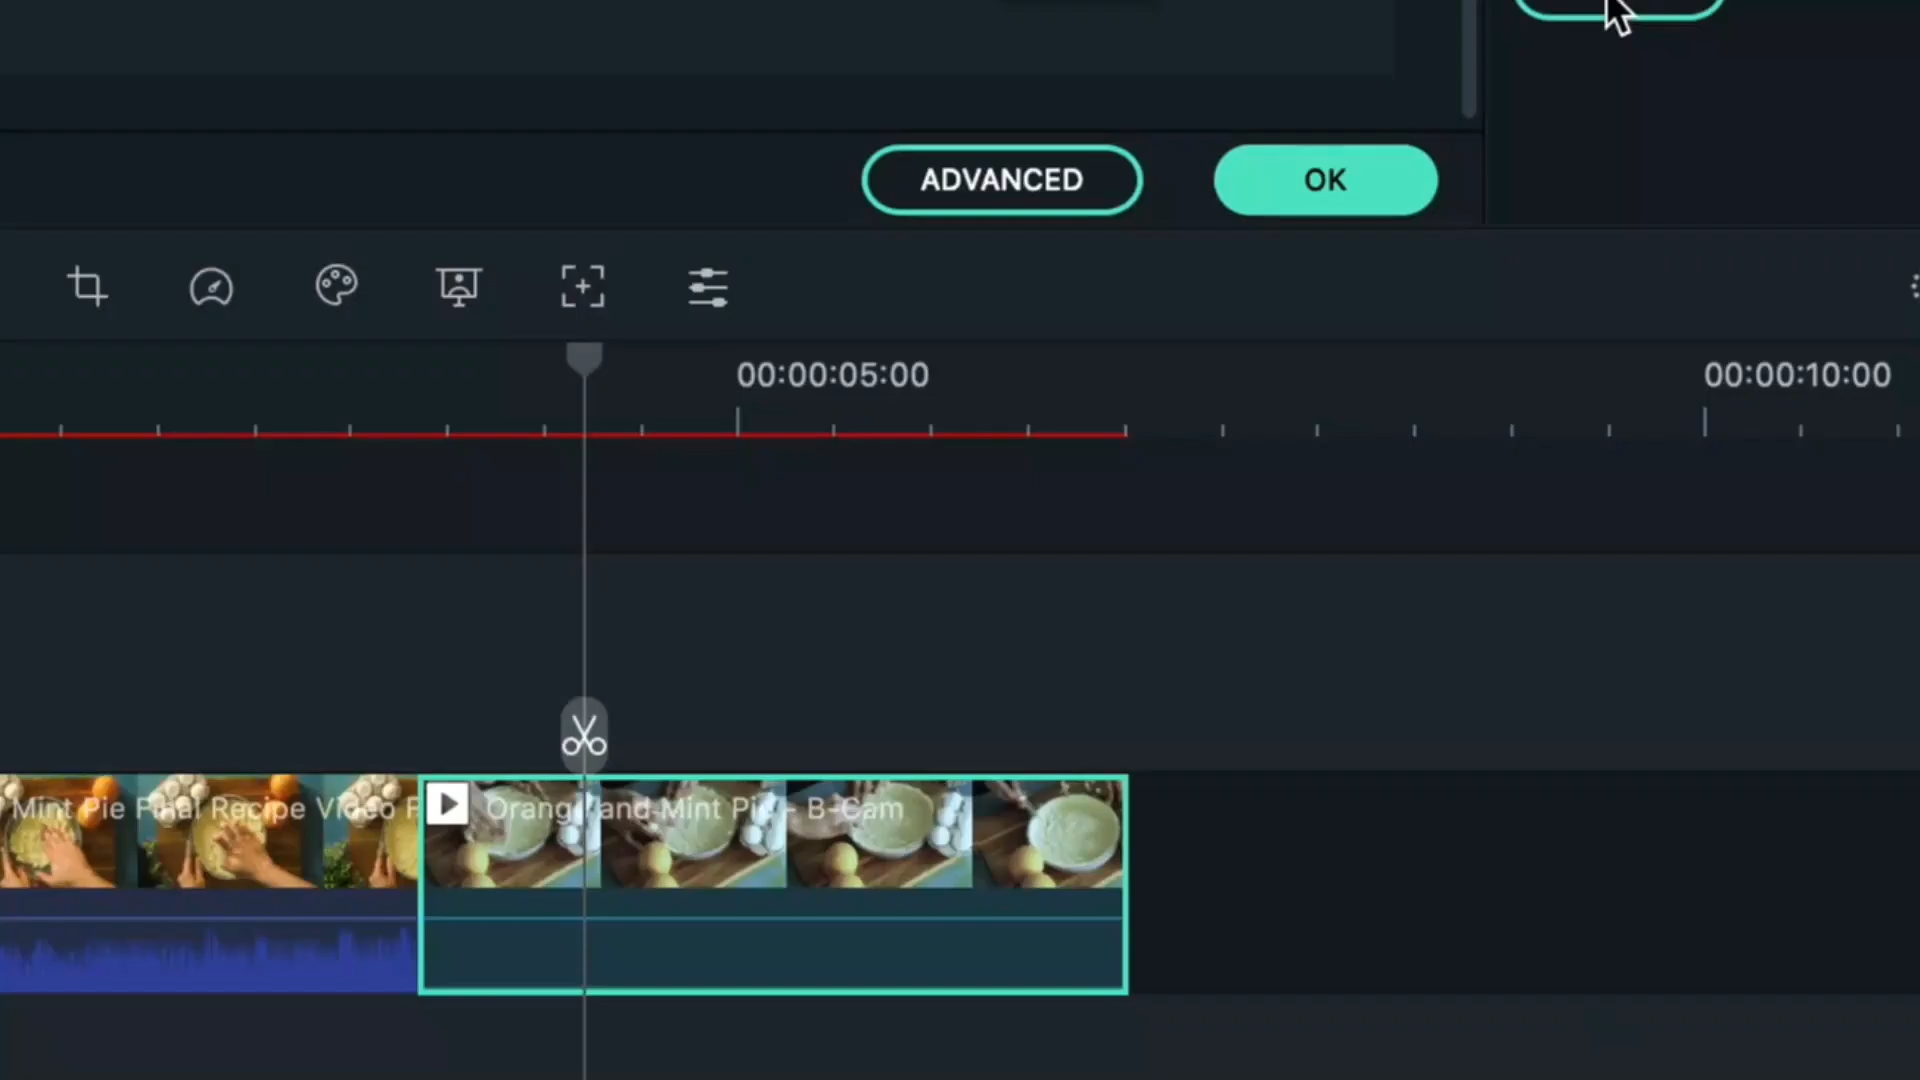 ADVANCED OK
00:00:05:00 00:00:10:00
Mint Pie Final Recipe Video F
Orange and Mint Pie - B-Cam